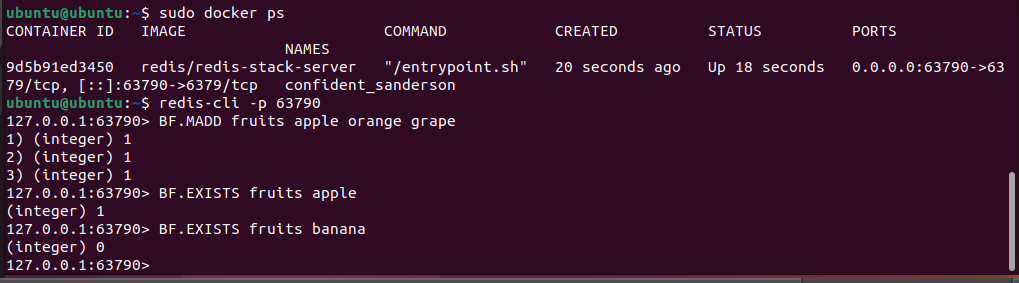 ubuntu@ubuntu:~$ sudo docker ps
CONTAINER ID   IMAGE                      COMMAND            CREATED          STATUS          PORTS
                               NAMES
9d5b91ed3450   redis/redis-stack-server   "/entrypoint.sh"   20 seconds ago   Up 18 seconds   0.0.0.0:63790->63
79/tcp, [::]:63790->6379/tcp   confident_sanderson
ubuntu@ubuntu:~$ redis-cli -p 63790
127.0.0.1:63790> BF.MADD fruits apple orange grape
1) (integer) 1
2) (integer) 1
3) (integer) 1
127.0.0.1:63790> BF.EXISTS fruits apple
(integer) 1
127.0.0.1:63790> BF.EXISTS fruits banana
(integer) 0
127.0.0.1:63790>